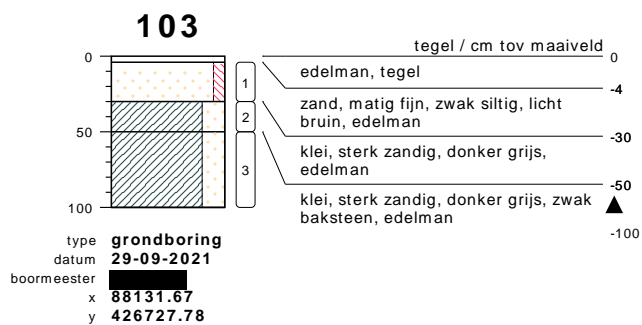 103
tegel / cm tov maaiveld
0
0
edelman, tegel
-4
1
zand, matig fijn, zwak siltig, licht
bruin, edelman
2
-30
50
klei, sterk zandig, donker grijs,
edelman
3
-50
klei, sterk zandig, donker grijs, zwak
baksteen, edelman
100
-100
type grondboring
datum 29-09-2021
boormeester
x 88131.67
y 426727.78